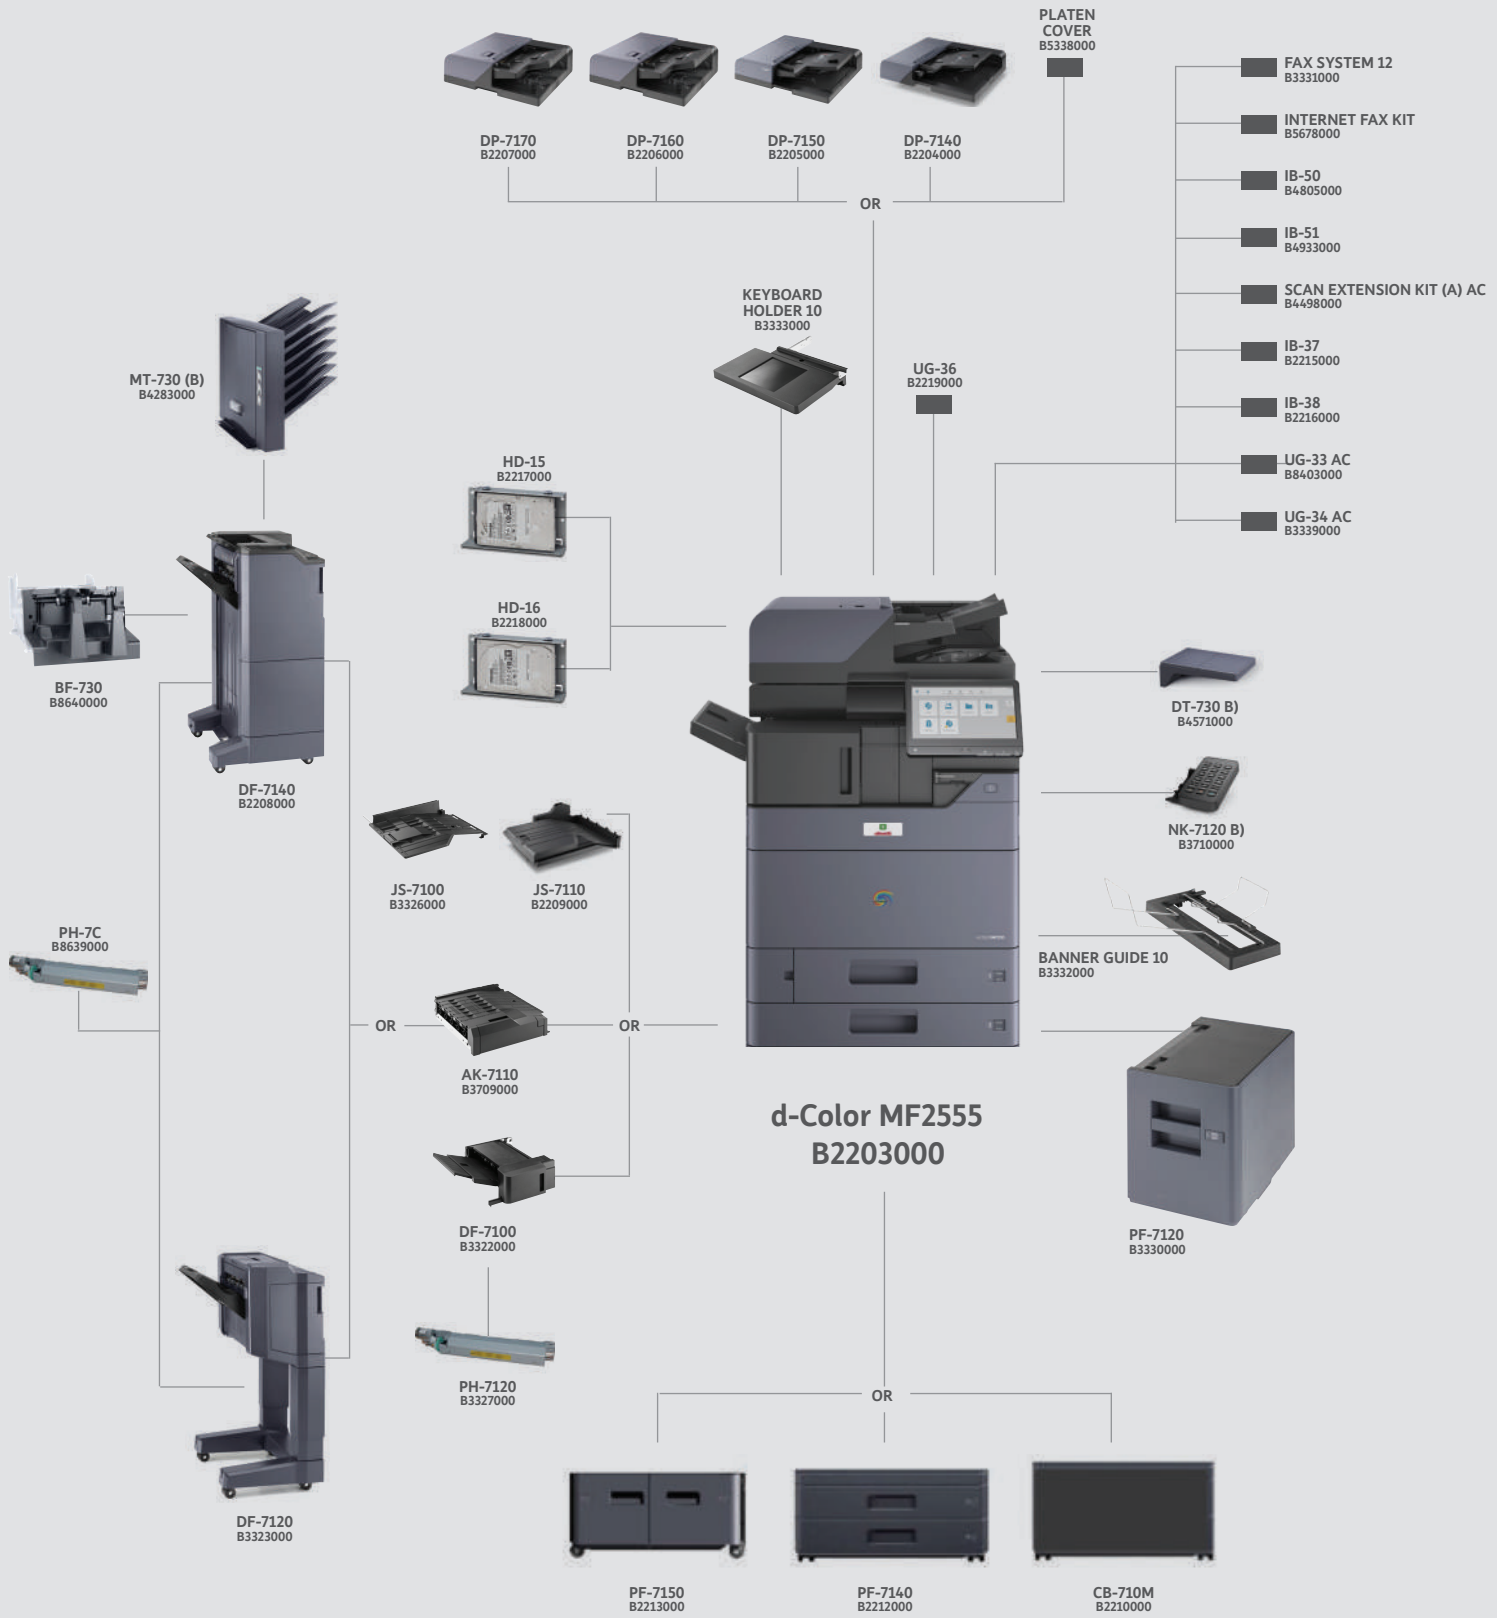 PLATEN
COVER
B5338000
DP-7170
B2207000
DP-7160
B2206000
DP-7150
B2205000
DP-7140
B2204000
OR
FAX SYSTEM 12
B3331000
INTERNET FAX KIT
B5678000
IB-50
B4805000
IB-51
B4933000
SCAN EXTENSION KIT (A) AC
B4498000
IB-37
B2215000
IB-38
B2216000
UG-33 AC
B8403000
UG-34 AC
B3339000
KEYBOARD
HOLDER 10
B3333000
UG-36
B2219000
MT-730 (B)
B4283000
HD-15
B2217000
HD-16
B2218000
BF-730
B8640000
DF-7140
B2208000
DT-730 B)
B4571000
NK-7120 B)
B3710000
JS-7100
B3326000
JS-7110
B2209000
PH-7C
B8639000
BANNER GUIDE 10
B3332000
OR
OR
AK-7110
B3709000
d-Color MF2555
B2203000
DF-7100
B3322000
PF-7120
B3330000
PH-7120
B3327000
OR
DF-7120
B3323000
PF-7150
B2213000
PF-7140
B2212000
CB-710M
B2210000